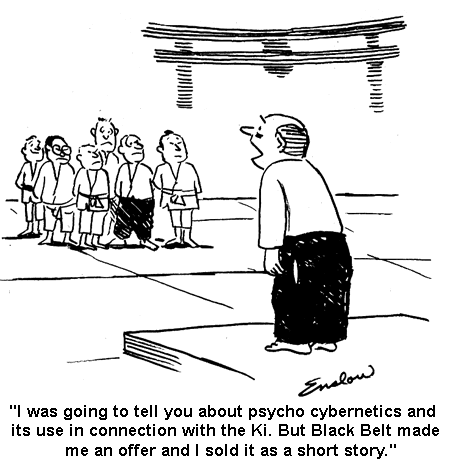 Enslow
"I was going to tell you about psycho cybernetics and
its use in connection with the Ki. But Black Belt made
me an offer and I sold it as a short story."